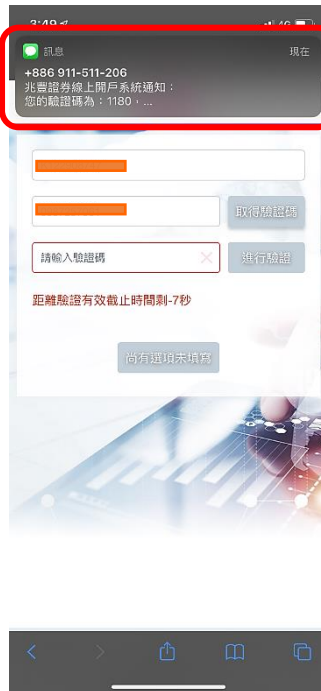 3:49
4G
訊息
現在
+886 911-511-206
兆豐證券線上開戶系統通知：
您的驗證碼為：1180，...
取得驗證碼
請輸入驗證碼
進行驗證
距離驗證有效截止時間剩-7秒
尚有選項未填寫